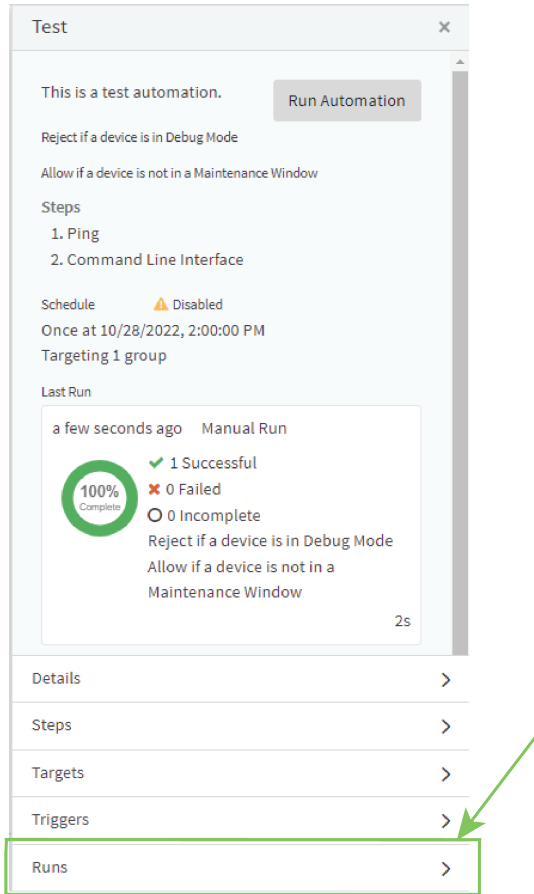 Test
This is a test automation.
Run Automation
Reject if a device is in Debug Mode
Allow if a device is not in a Maintenance Window
Steps
1. Ping
2. Command Line Interface
Schedule Disabled
Once at 10/28/2022, 2:00:00 PM
Targeting 1 group
Last Run
a few seconds ago Manual Run
100%
Complete
1 Successful
0 Failed
0 Incomplete
Reject if a device is in Debug Mode
Allow if a device is not in a
Maintenance Window
2s
Details
Steps
Targets
Triggers
Runs